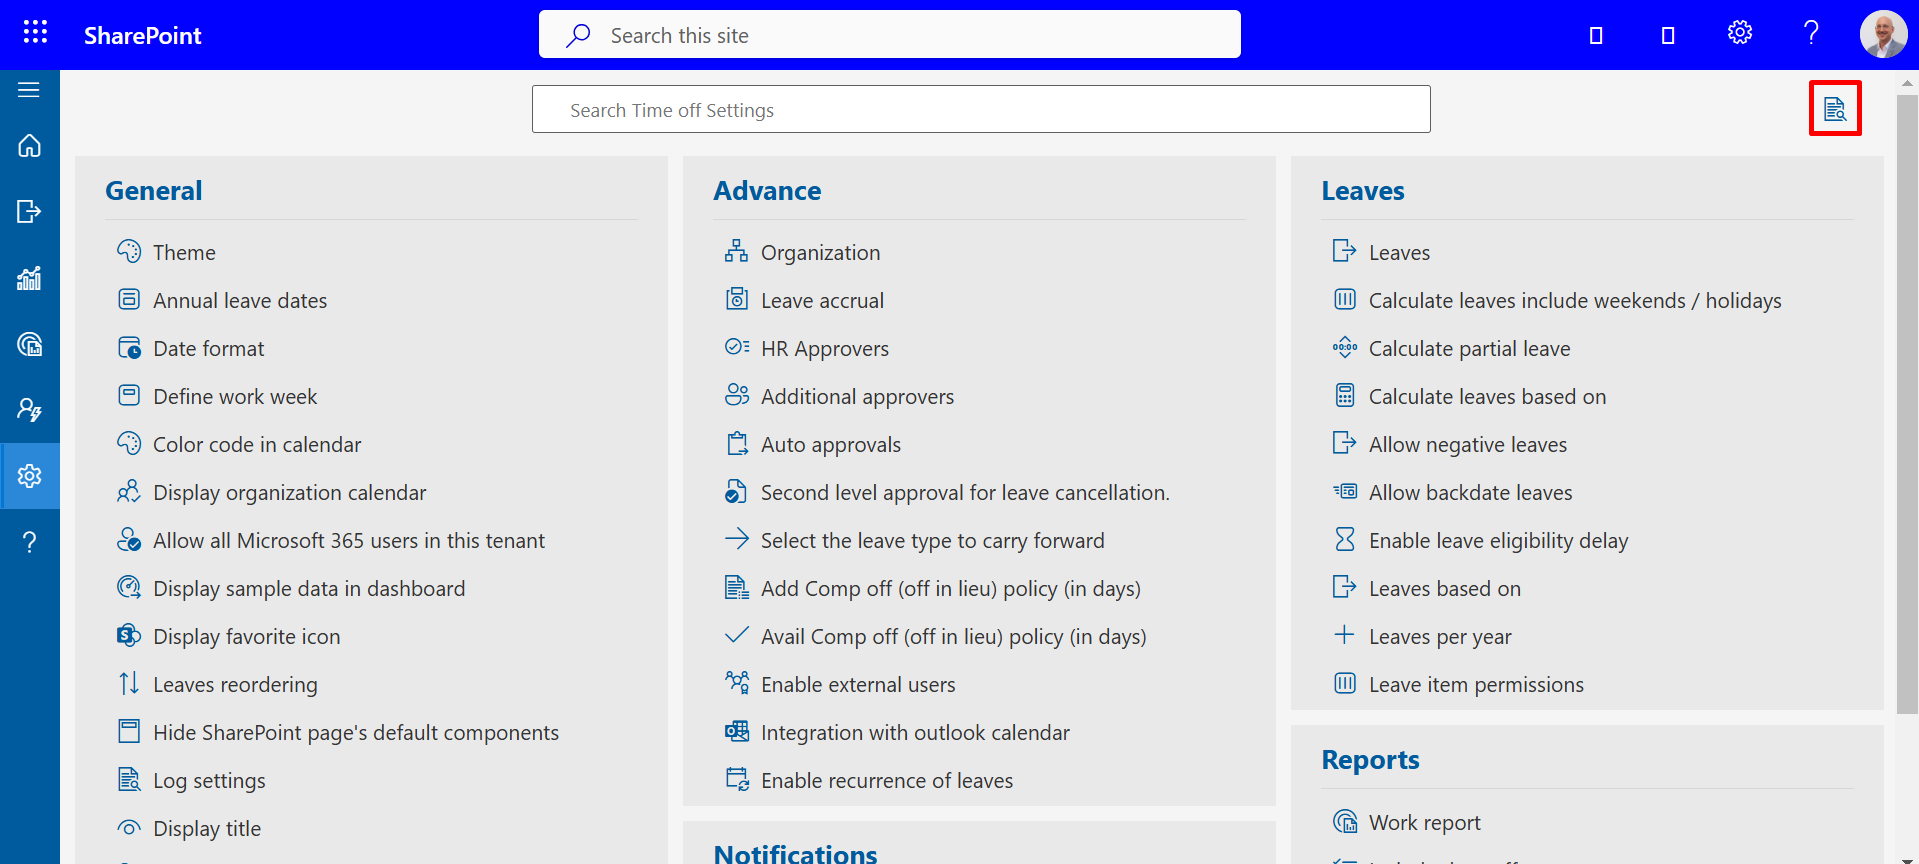 SharePoint
Search this site
Search Time off Settings
General
Theme
Annual leave dates
Date format
Define work week
Color code in calendar
Display organization calendar
Allow all Microsoft 365 users in this tenant
Display sample data in dashboard
Display favorite icon
Leaves reordering
Hide SharePoint page's default components
Log settings
Display title
Advance
Organization
Leave accrual
HR Approvers
Additional approvers
Auto approvals
Second level approval for leave cancellation.
Select the leave type to carry forward
Add Comp off (off in lieu) policy (in days)
Avail Comp off (off in lieu) policy (in days)
Enable external users
Integration with outlook calendar
Enable recurrence of leaves
Notifications
Leaves
Leaves
Calculate leaves include weekends / holidays
Calculate partial leave
Calculate leaves based on
Allow negative leaves
Allow backdate leaves
Enable leave eligibility delay
Leaves based on
Leaves per year
Leave item permissions
Reports
Work report